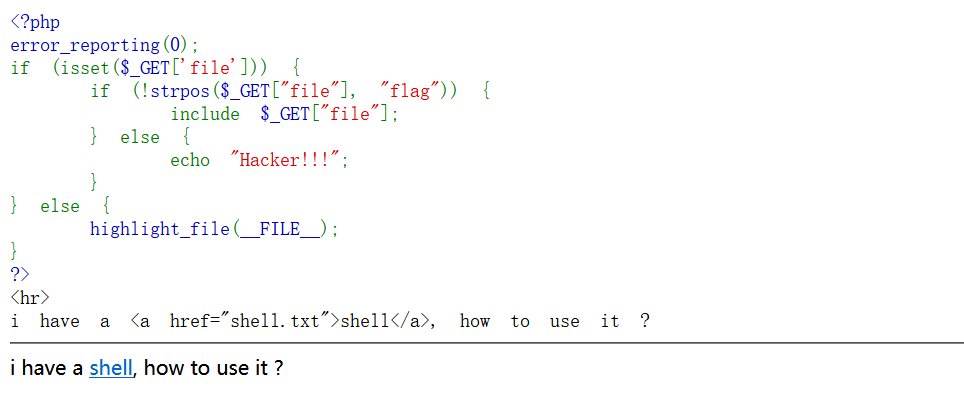 <?php
error_reporting(0);
if (isset($_GET['file'])) {
    if (!strpos($_GET["file"], "flag")) {
        include $_GET["file"];
    } else {
        echo "Hacker!!!";
    }
} else {
    highlight_file(__FILE__);
}
?>
<hr>
i have a <a href="shell.txt">shell</a>, how to use it ?
i have a shell, how to use it ?